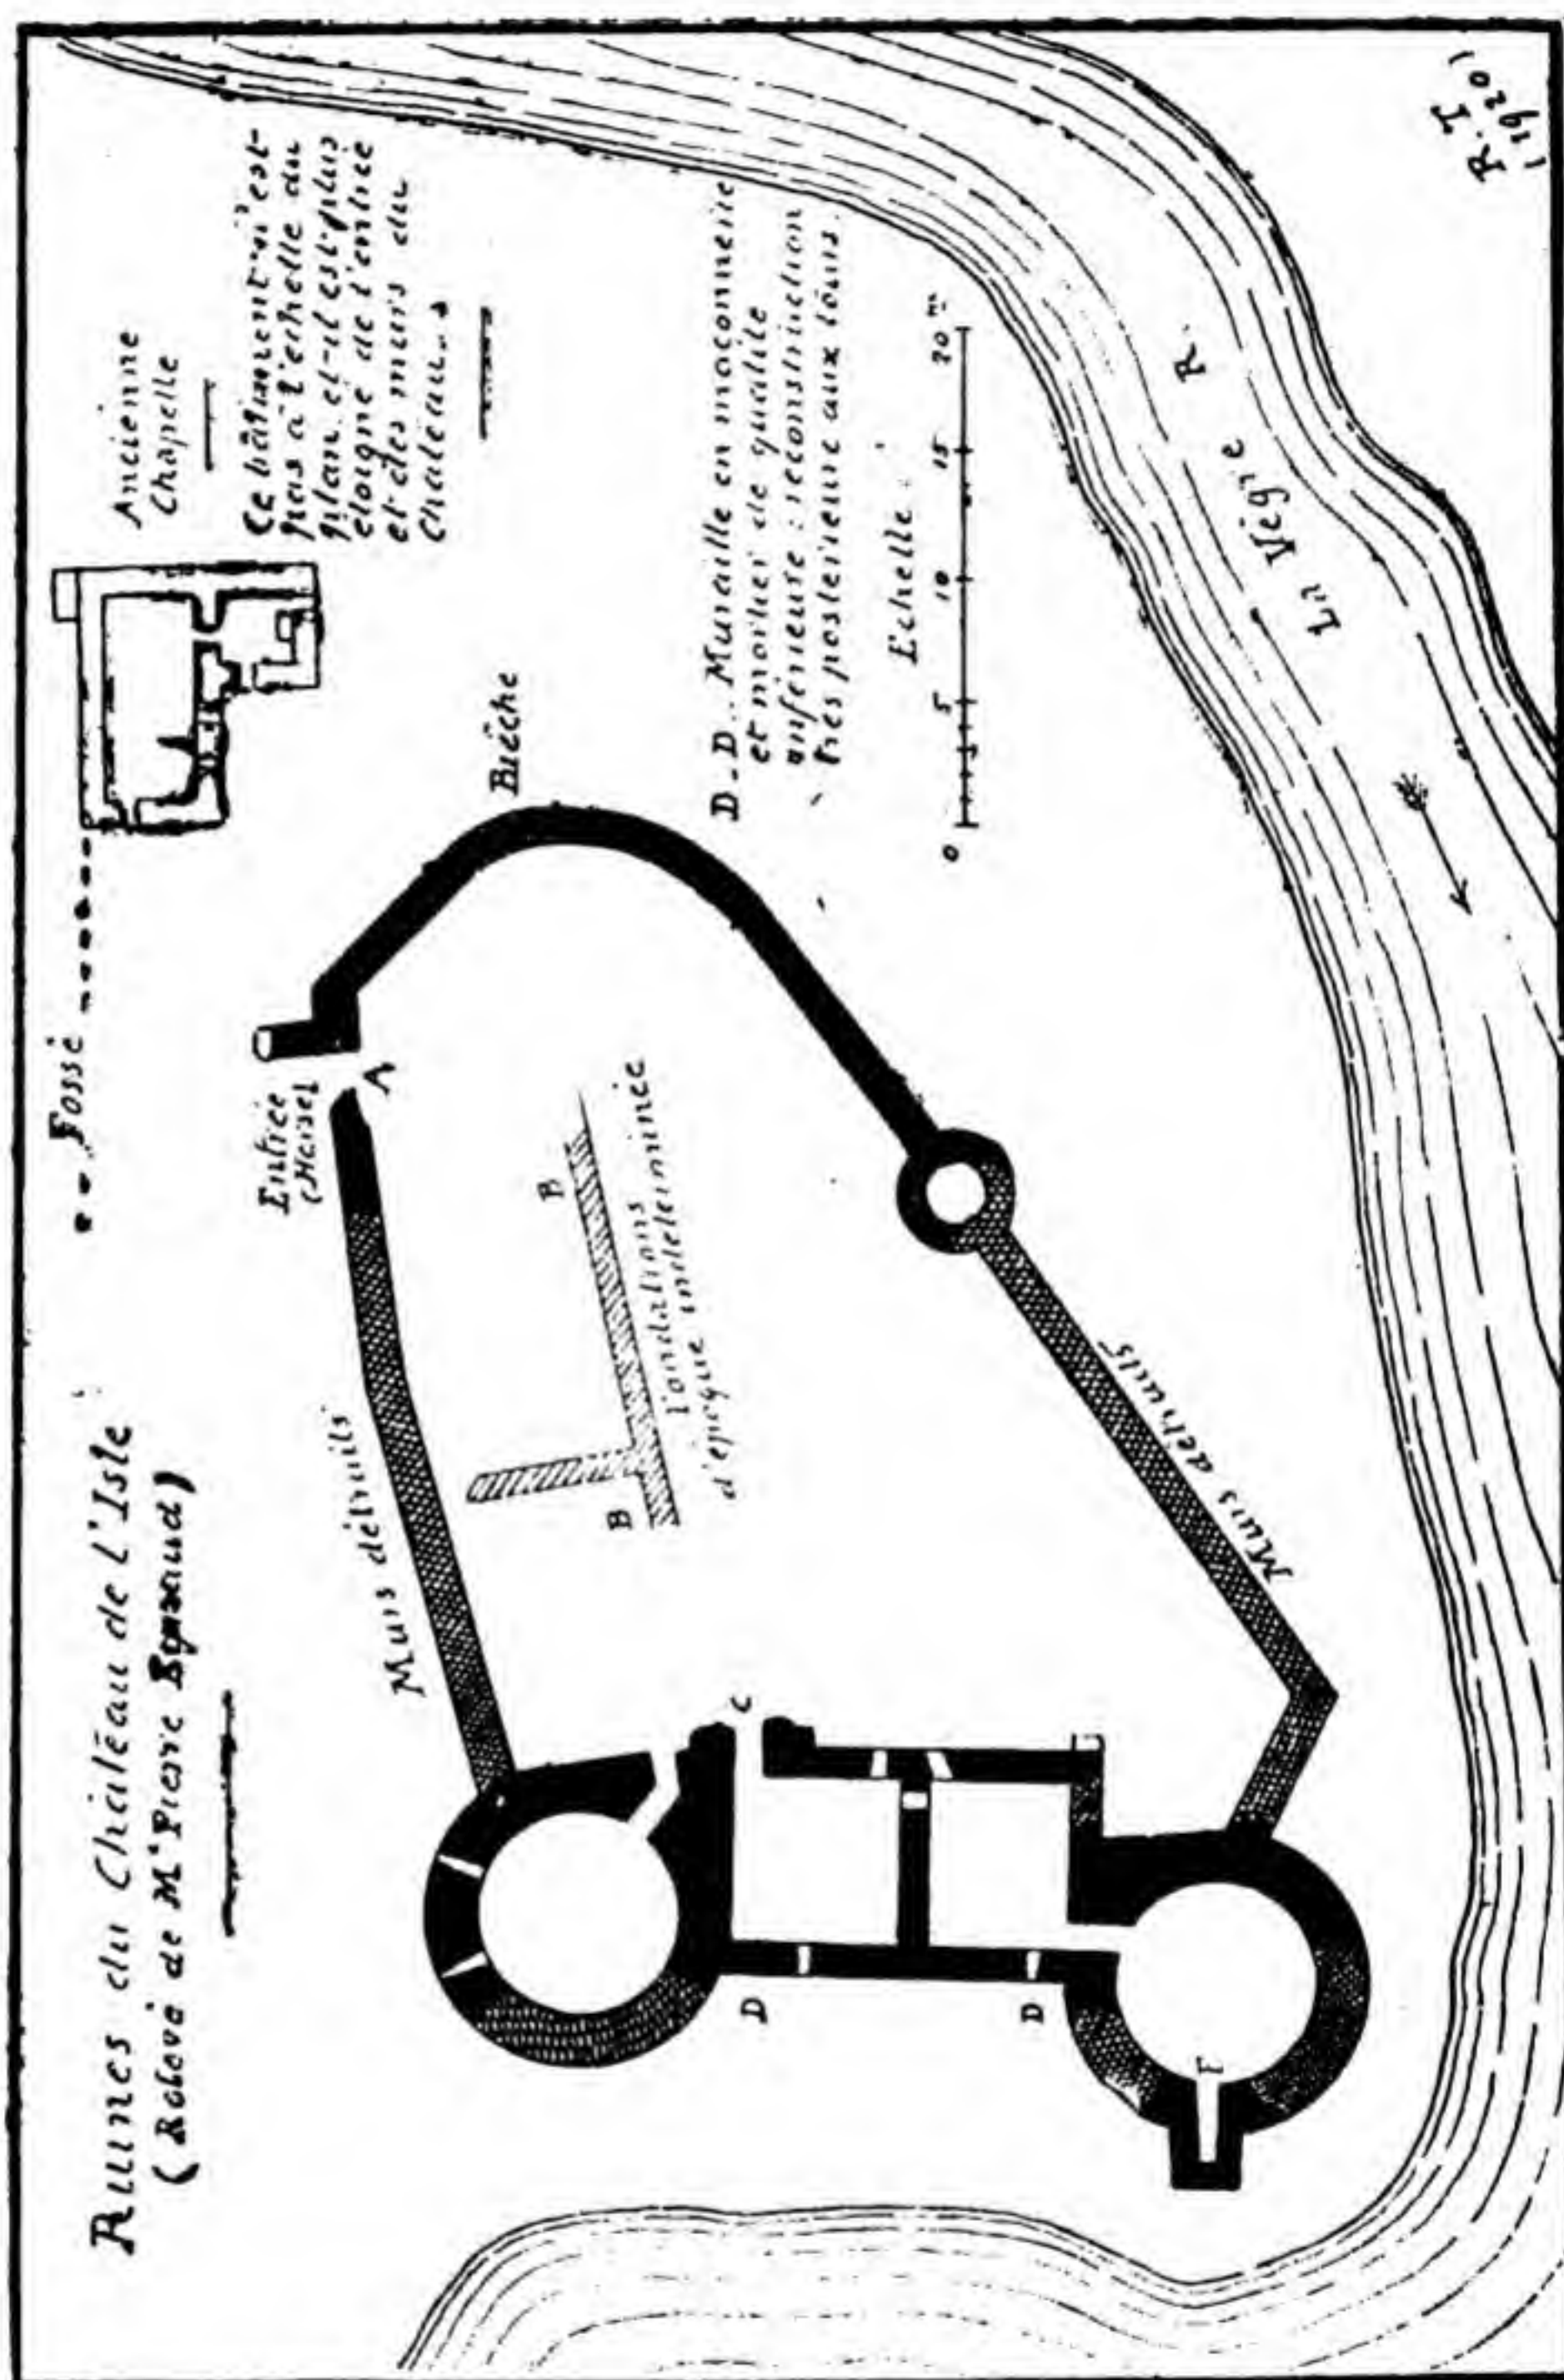 Ruines du Château de l'Isle
(Relevé de Mr Pierre
Fossé
Ancienne
Chapelle
Ce bâtiment n'est
pas à l'échelle du
plan et il est plus
éloigné de l'entrée
et des murs du
Château.
Entrée
A
Brèche
Murs détruits
B
B
Fondations
d'époque indéterminée
D.D. Muraille en maçonnerie
et mortier de qualité
inférieure : reconstruction
très postérieure aux tours.
Echelle
0 5 10 15 20 m
C
D
D
Murs détruits
La Vègre R.
R. T
1920